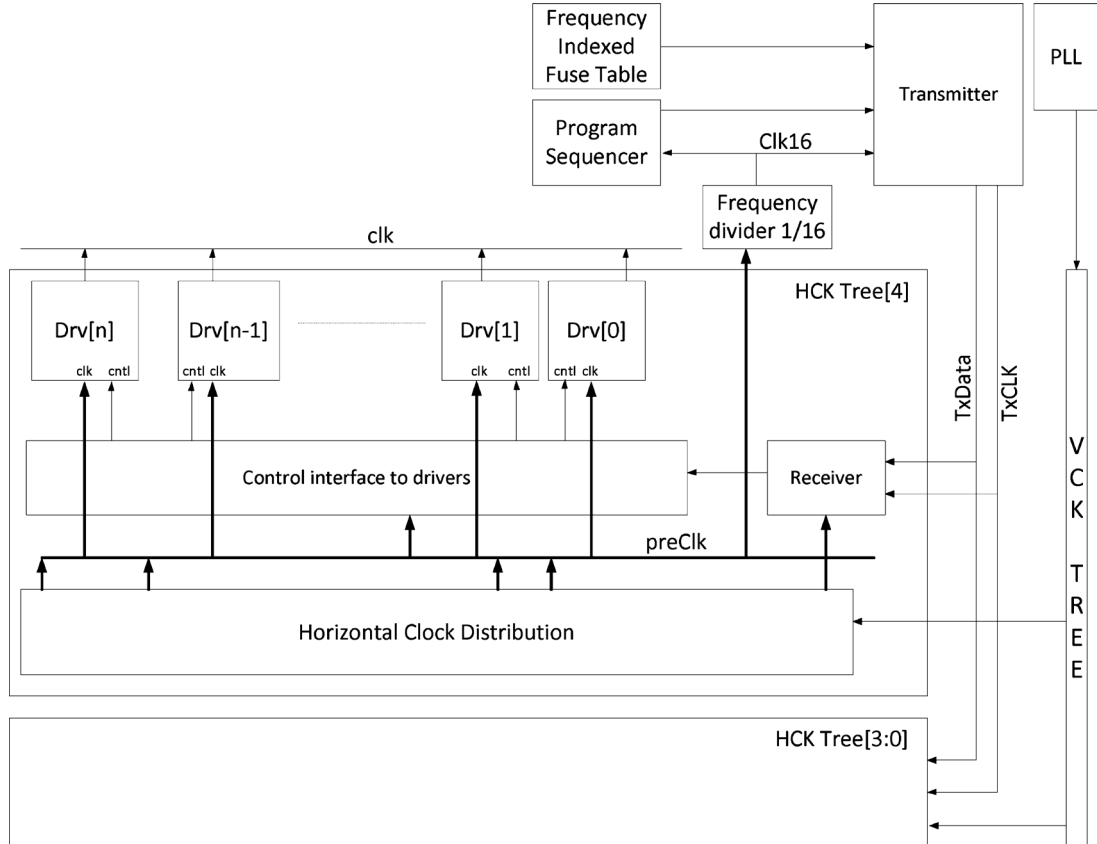 Frequency
Indexed
Fuse Table
Transmitter
PLL
Program
Sequencer
Clk16
Frequency
divider 1/16
clk
HCK Tree[4]
Drv[n]
clk cntl
Drv[n-1]
cntl clk
Drv[1]
clk cntl
Drv[0]
cntl clk
TxData
TxCLK
VCK TREE
Control interface to drivers
Receiver
preClk
Horizontal Clock Distribution
HCK Tree[3:0]